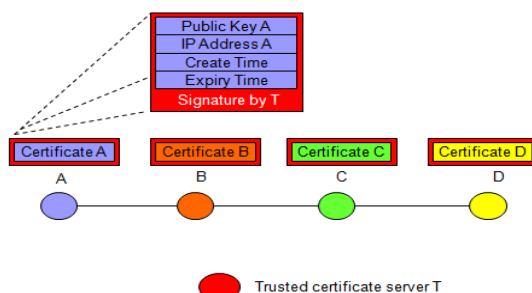 Public Key A
IP Address A
Create Time
Expiry Time
Signature by T
Certificate A
Certificate B
Certificate C
Certificate D
A
B
C
D
Trusted certificate server T